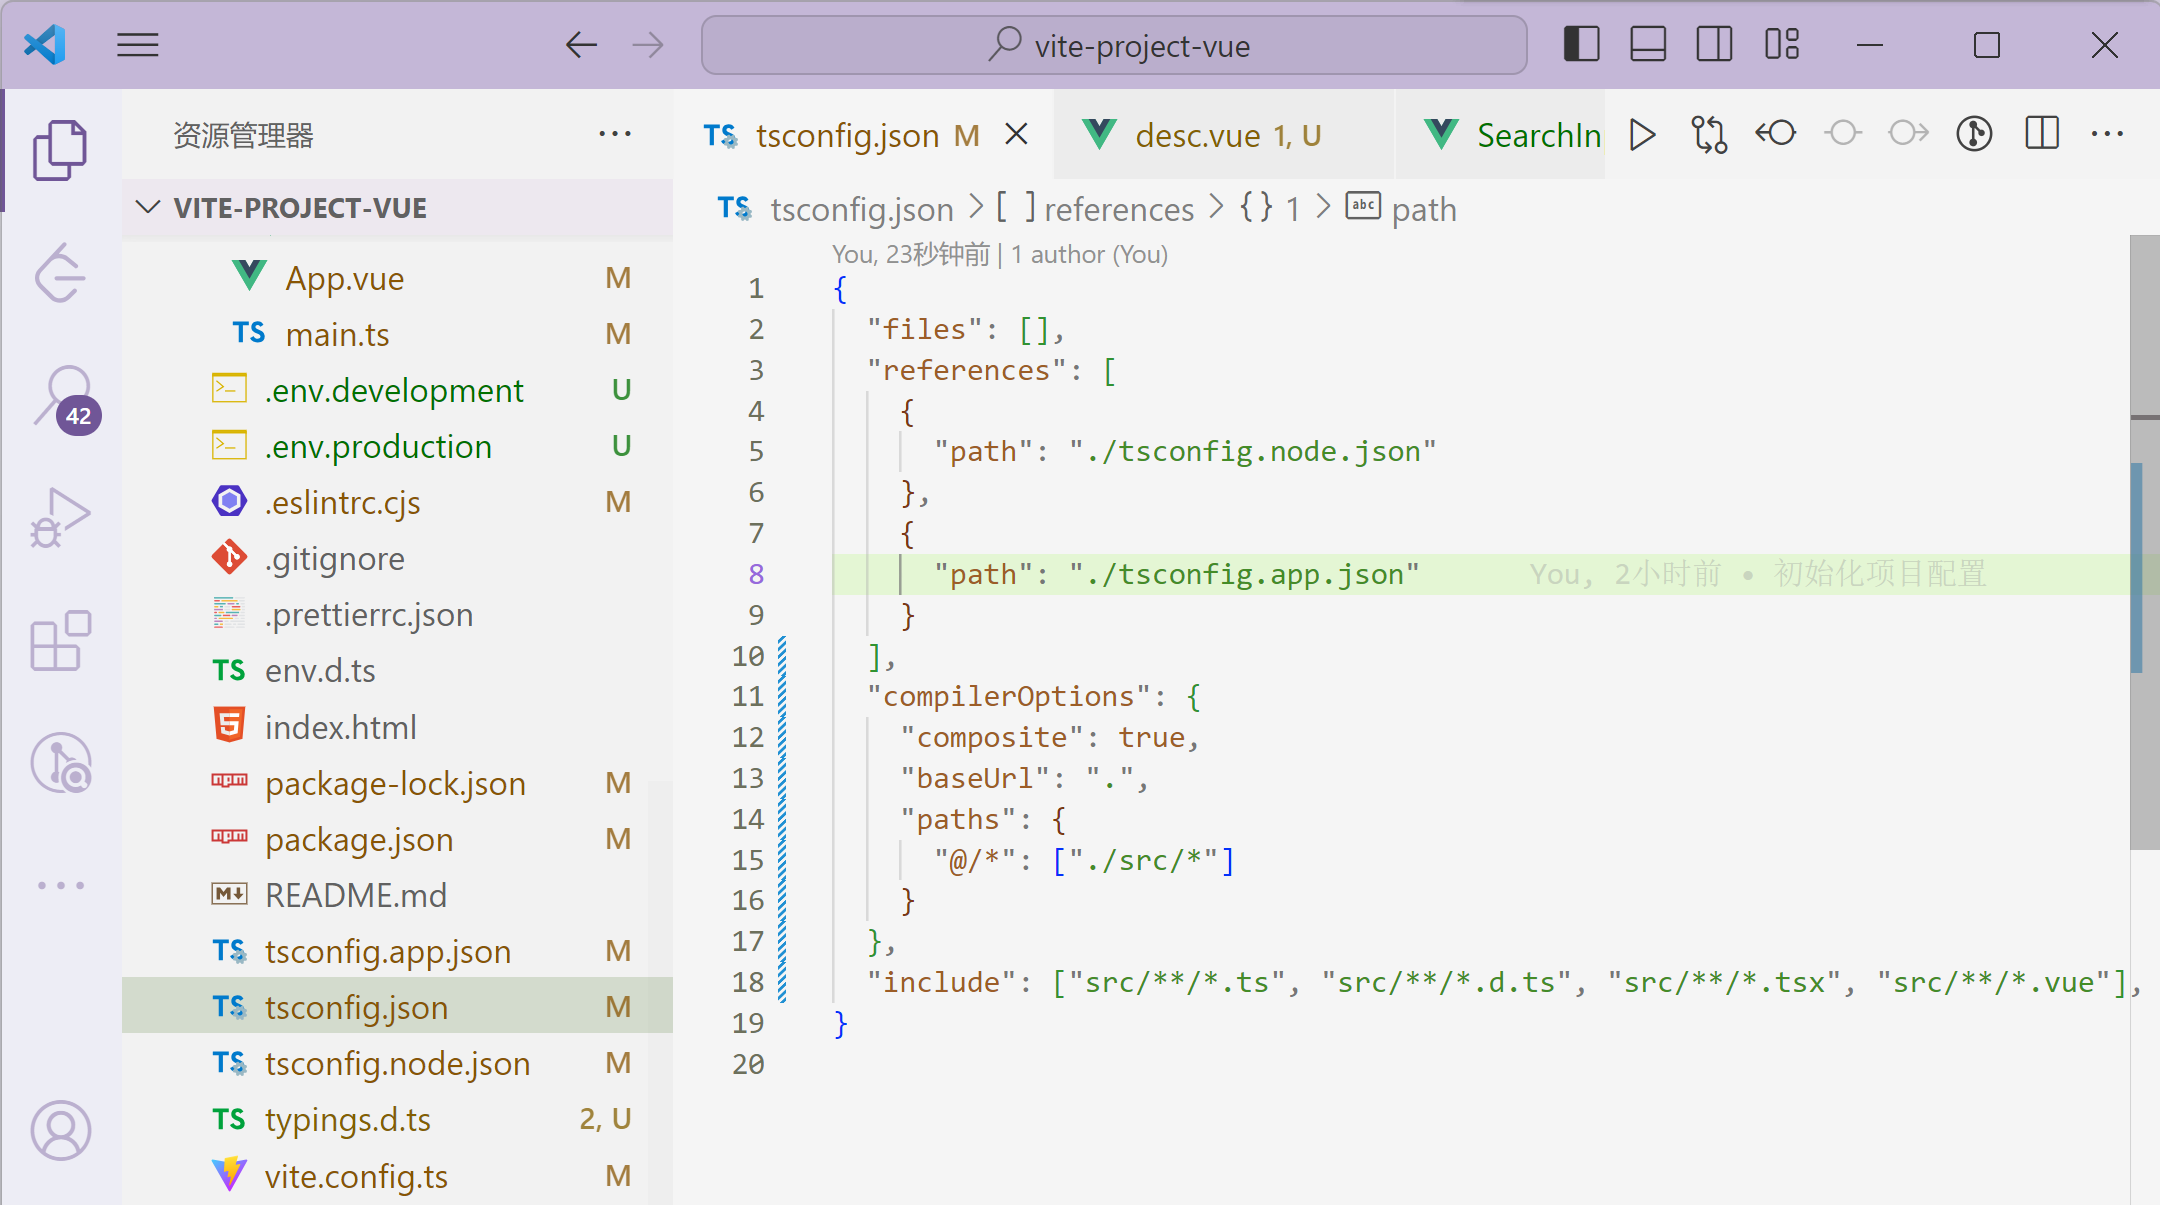 vite-project-vue
资源管理器
VITE-PROJECT-VUE
App.vue M
TS main.ts M
.env.development U
.env.production U
.eslintrc.cjs M
.gitignore
.prettierrc.json
TS env.d.ts
index.html
package-lock.json M
package.json M
README.md
TS tsconfig.app.json M
TS tsconfig.json M
TS tsconfig.node.json M
TS typings.d.ts 2, U
vite.config.ts M
42
TS tsconfig.json M
desc.vue 1, U
SearchIn
TS tsconfig.json > [ ] references > {} 1 > abc path
You, 23秒钟前 | 1 author (You)
1 {
2 "files": [],
3 "references": [
4 {
5 "path": "./tsconfig.node.json"
6 },
7 {
8 "path": "./tsconfig.app.json" You, 2小时前 • 初始化项目配置
9 }
10 ],
11 "compilerOptions": {
12 "composite": true,
13 "baseUrl": ".",
14 "paths": {
15 "@/*": ["./src/*"]
16 }
17 },
18 "include": ["src/**/*.ts", "src/**/*.d.ts", "src/**/*.tsx", "src/**/*.vue"],
19 }
20